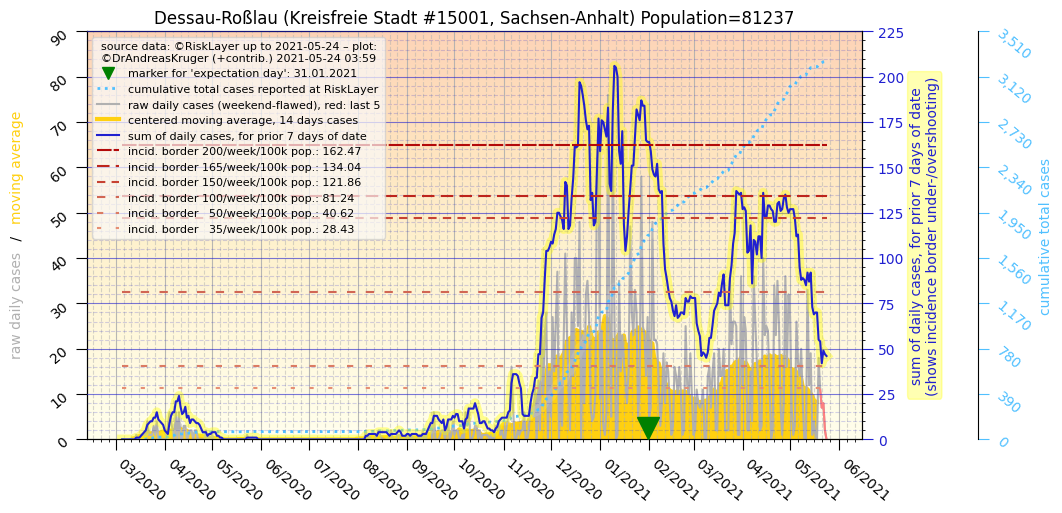 Dessau-Roßlau (Kreisfreie Stadt #15001, Sachsen-Anhalt) Population=81237
source data: ©RiskLayer up to 2021-05-24 – plot:
©DrAndreasKruger (+contrib.) 2021-05-24 03:59
marker for 'expectation day': 31.01.2021
cumulative total cases reported at RiskLayer
raw daily cases (weekend-flawed), red: last 5
centered moving average, 14 days cases
sum of daily cases, for prior 7 days of date
incid. border 200/week/100k pop.: 162.47
incid. border 165/week/100k pop.: 134.04
incid. border 150/week/100k pop.: 121.86
incid. border 100/week/100k pop.: 81.24
incid. border   50/week/100k pop.: 40.62
incid. border   35/week/100k pop.: 28.43
raw daily cases  /  moving average
90
80
70
60
50
40
30
20
10
0
03/2020
04/2020
05/2020
06/2020
07/2020
08/2020
09/2020
10/2020
11/2020
12/2020
01/2021
02/2021
03/2021
04/2021
05/2021
06/2021
225
200
175
150
125
100
75
50
25
0
sum of daily cases, for prior 7 days of date
(shows incidence border under-/overshooting)
3,510
3,120
2,730
2,340
1,950
1,560
1,170
780
390
0
cumulative total cases